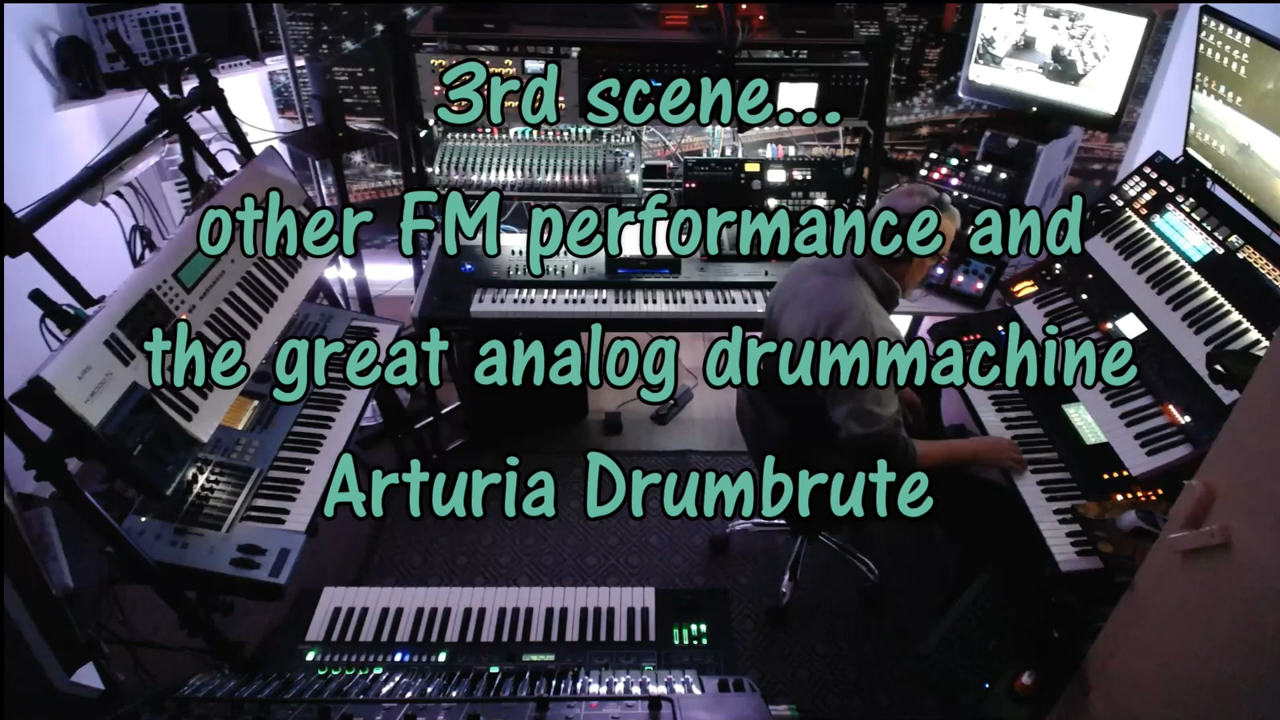 3rd scene...
other FM performance and
the great analog drummachine
Arturia Drumbrute